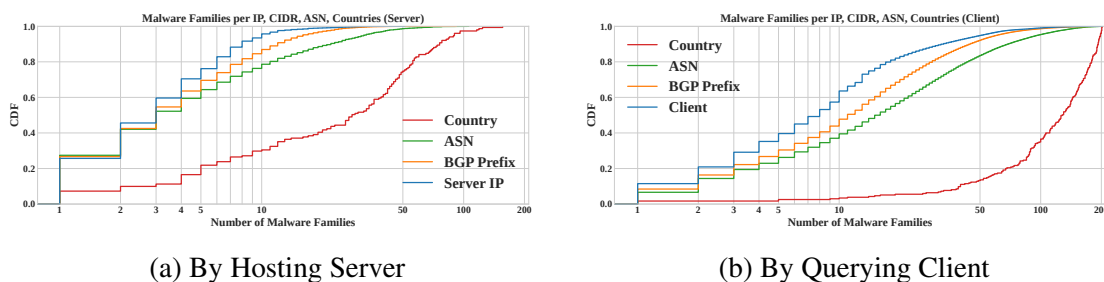 Malware Families per IP, CIDR, ASN, Countries (Server)
1.0
0.8
0.6
0.4
0.2
0.0
CDF
Country
ASN
BGP Prefix
Server IP
1 2 3 4 5 10 50 100 200
Number of Malware Families
(a) By Hosting Server
Malware Families per IP, CIDR, ASN, Countries (Client)
1.0
0.8
0.6
0.4
0.2
0.0
CDF
Country
ASN
BGP Prefix
Client
1 2 3 4 5 10 50 100 200
Number of Malware Families
(b) By Querying Client